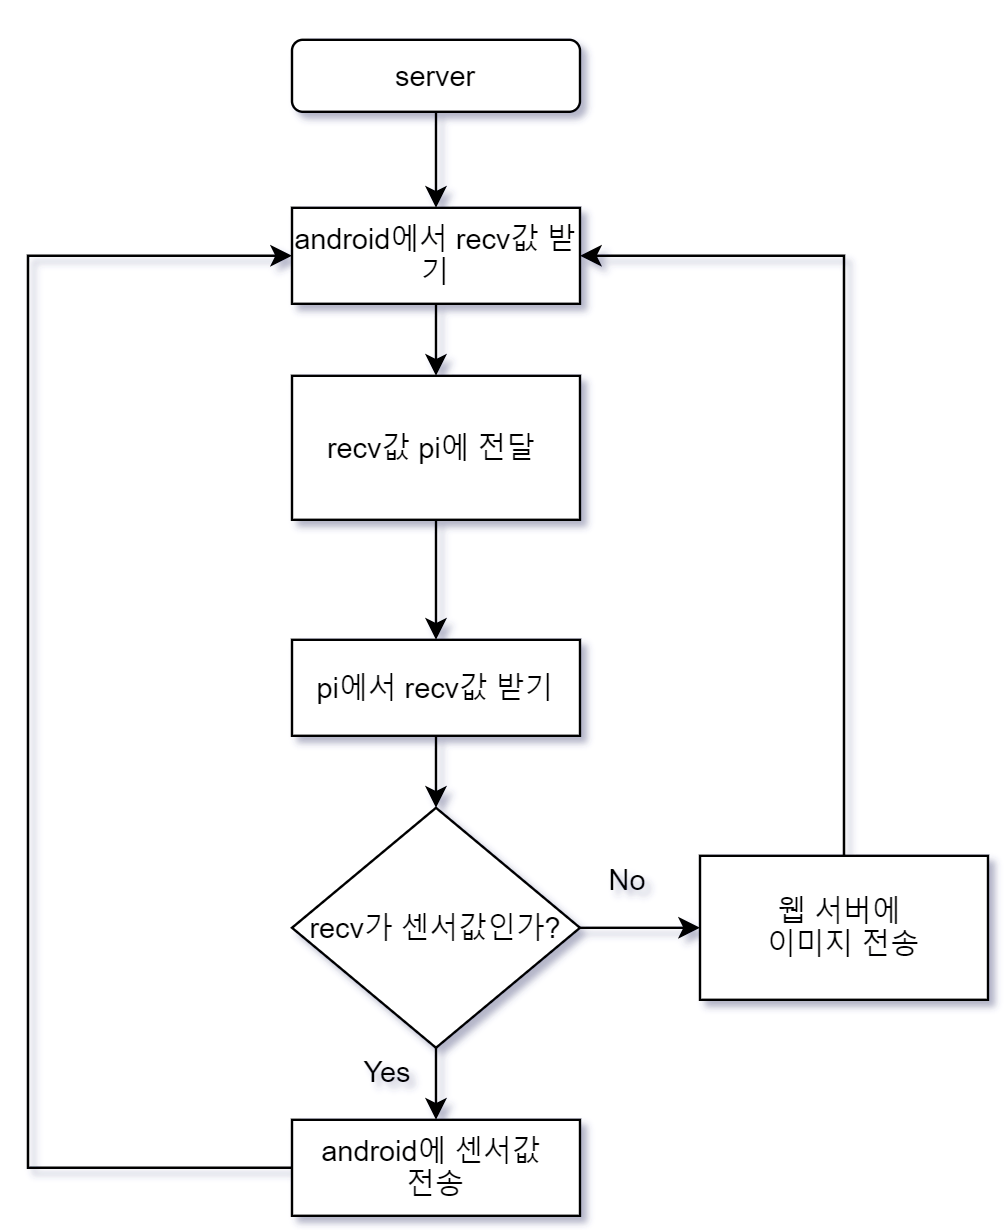 server
android에서 recv값 받
기
recv값 pi에 전달
pi에서 recv값 받기
recv가 센서값인가?
No
웹 서버에
이미지 전송
Yes
android에 센서값
전송